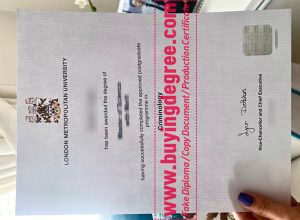 LONDON METROPOLITAN UNIVERSITY
has been awarded the degree of
having successfully completed the approved postgraduate
programme in
Criminology
Vice-Chancellor and Chief Executive
www.buyingdegree.com
Fake Diploma / Copy Document / Production Certificate